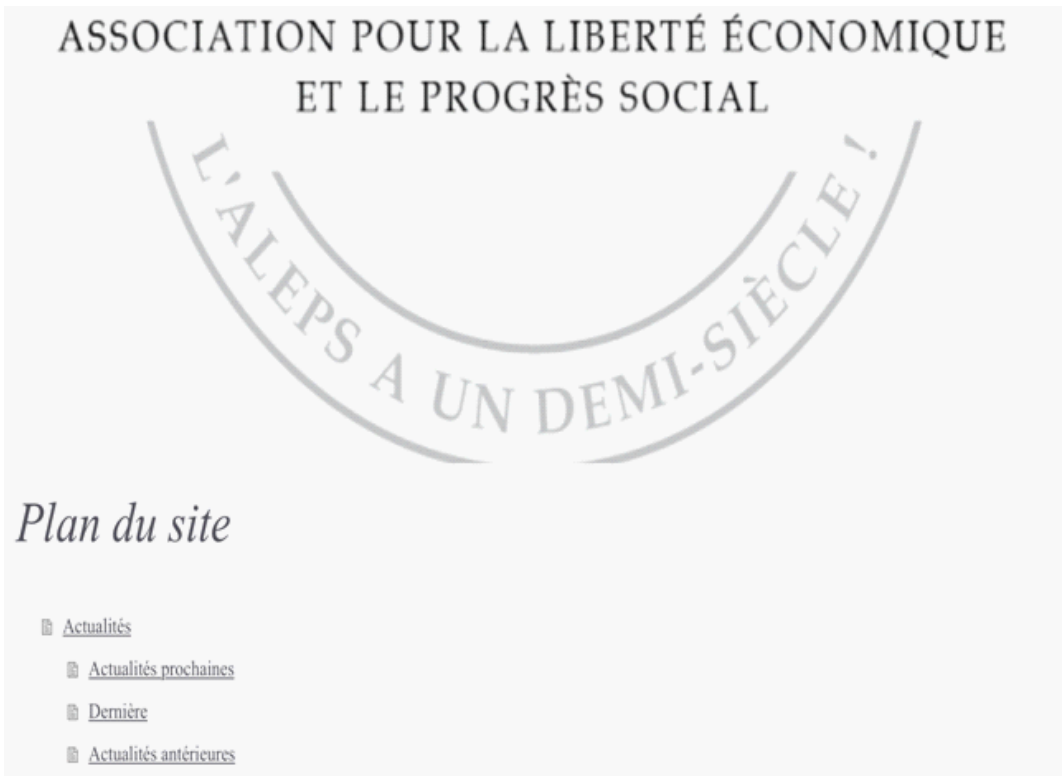 ASSOCIATION POUR LA LIBERTÉ ÉCONOMIQUE
ET LE PROGRÈS SOCIAL
L'ALEPS A UN DEMI-SIÈCLE !
Plan du site
Actualités
Actualités prochaines
Dernière
Actualités antérieures